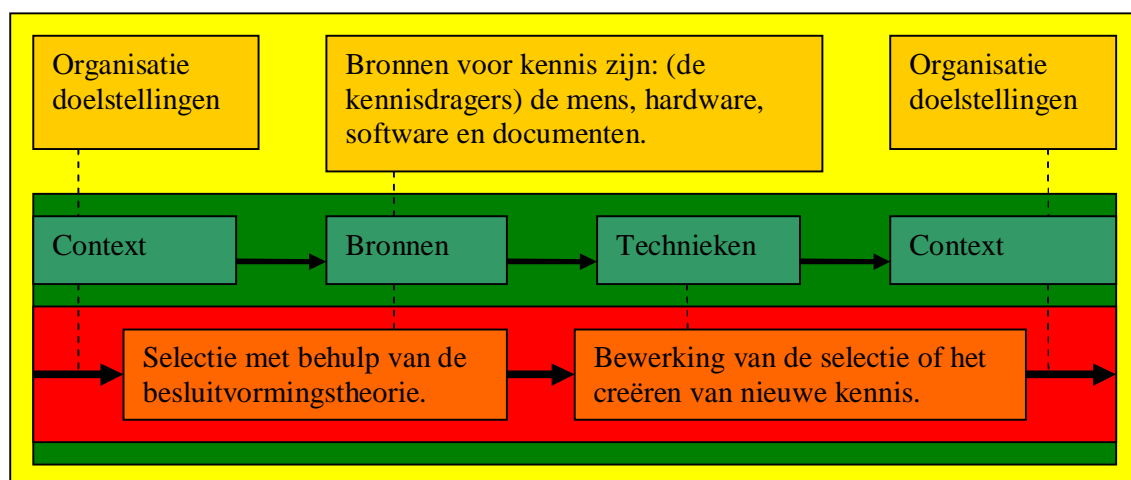 Organisatie
doelstellingen
Bronnen voor kennis zijn: (de
kennisdragers) de mens, hardware,
software en documenten.
Organisatie
doelstellingen
Context
Bronnen
Technieken
Context
Selectie met behulp van de
besluitvormingstheorie.
Bewerking van de selectie of het
creëren van nieuwe kennis.